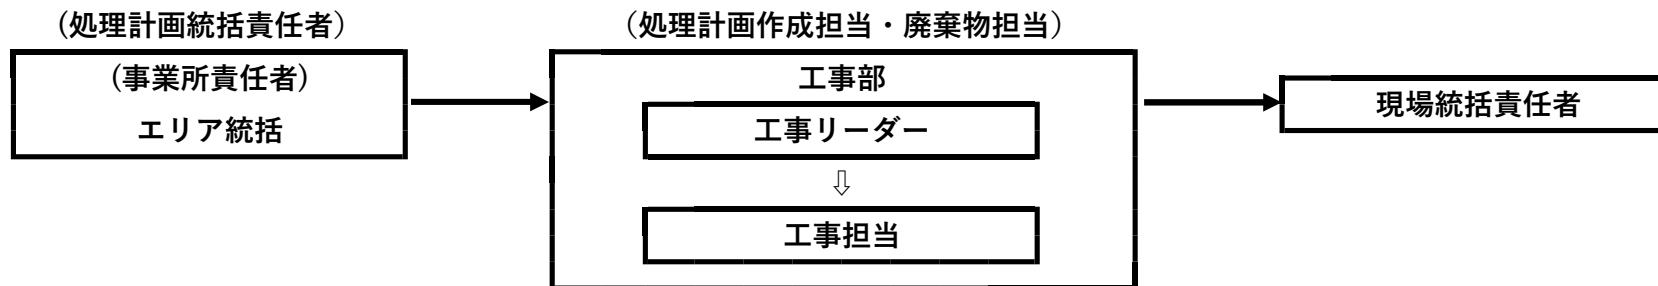 （処理計画統括責任者）
（事業所責任者）
エリア統括
（処理計画作成担当・廃棄物担当）
工事部
工事リーダー
⇩
工事担当
現場統括責任者